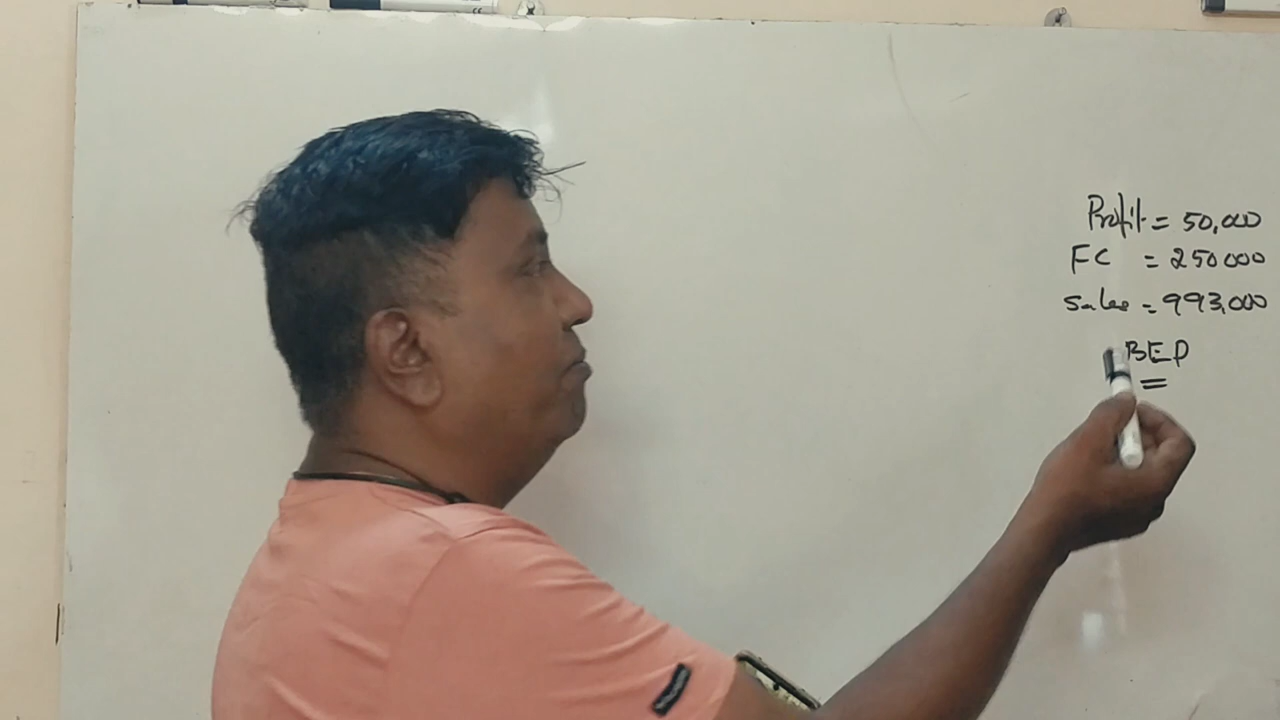 Profit = 50,000
FC = 250000
Sales = 993,000
BEP
=